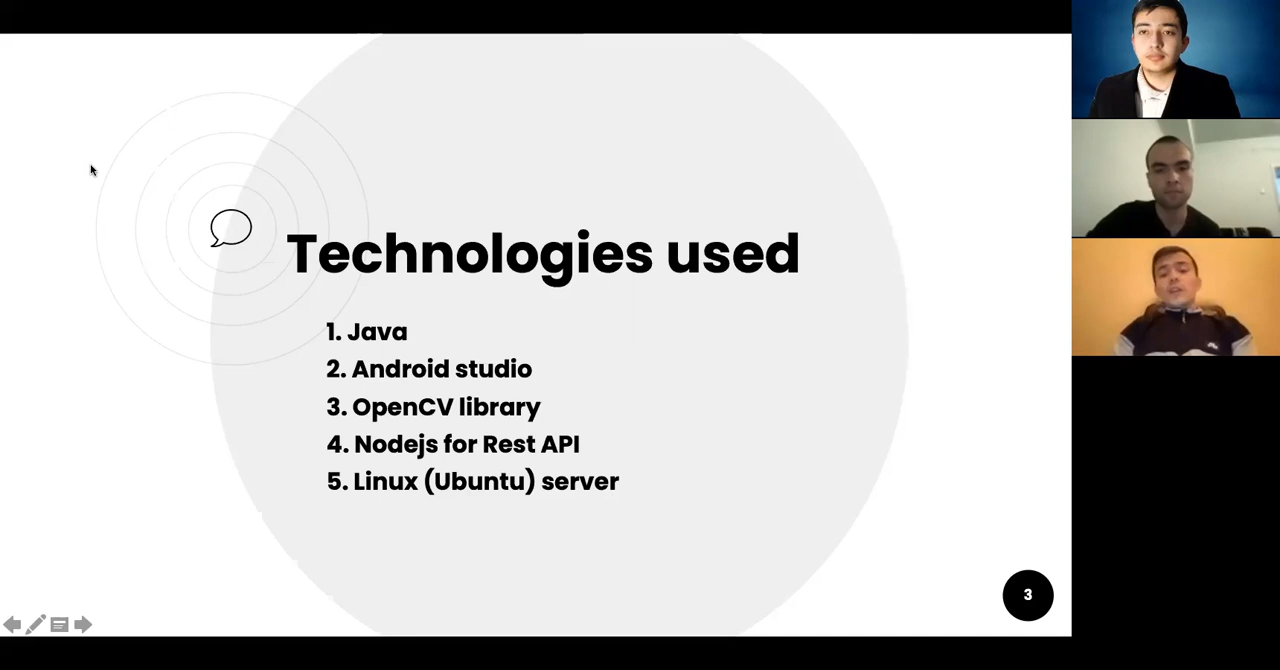 Technologies used
1. Java
2. Android studio
3. OpenCV library
4. Nodejs for Rest API
5. Linux (Ubuntu) server
3